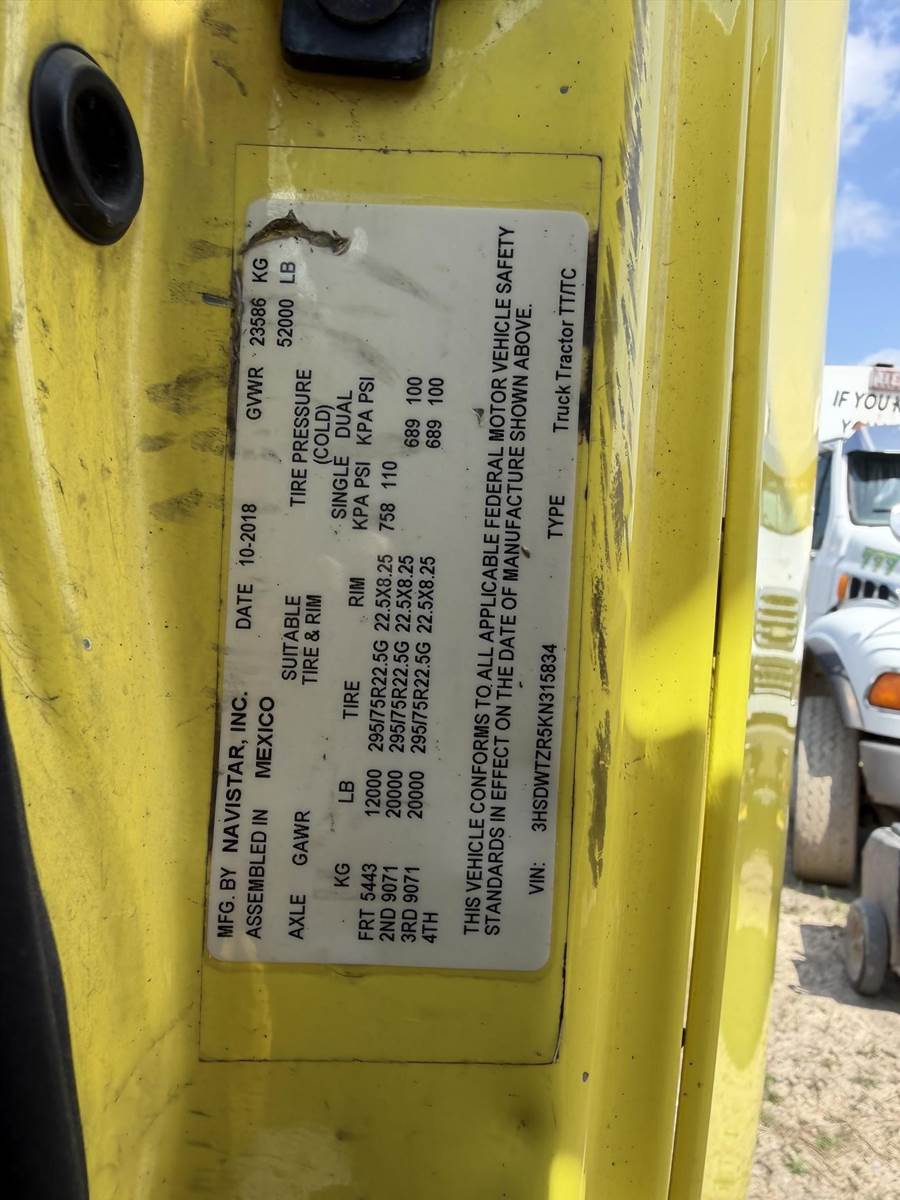 MFG. BY NAVISTAR, INC. DATE 10-2018 GVWR 23586 KG
ASSEMBLED IN MEXICO 52000 LB
AXLE GAWR SUITABLE TIRE PRESSURE
TIRE & RIM (COLD)
SINGLE DUAL
KG LB TIRE RIM KPA PSI KPA PSI
FRT 5443 12000 295/75R22.5G 22.5X8.25 758 110
2ND 9071 20000 295/75R22.5G 22.5X8.25 689 100
3RD 9071 20000 295/75R22.5G 22.5X8.25 689 100
4TH
THIS VEHICLE CONFORMS TO ALL APPLICABLE FEDERAL MOTOR VEHICLE SAFETY
STANDARDS IN EFFECT ON THE DATE OF MANUFACTURE SHOWN ABOVE.
VIN: 3HSDWTZR5KN315834 TYPE Truck Tractor TT/TC
IF YOU
777